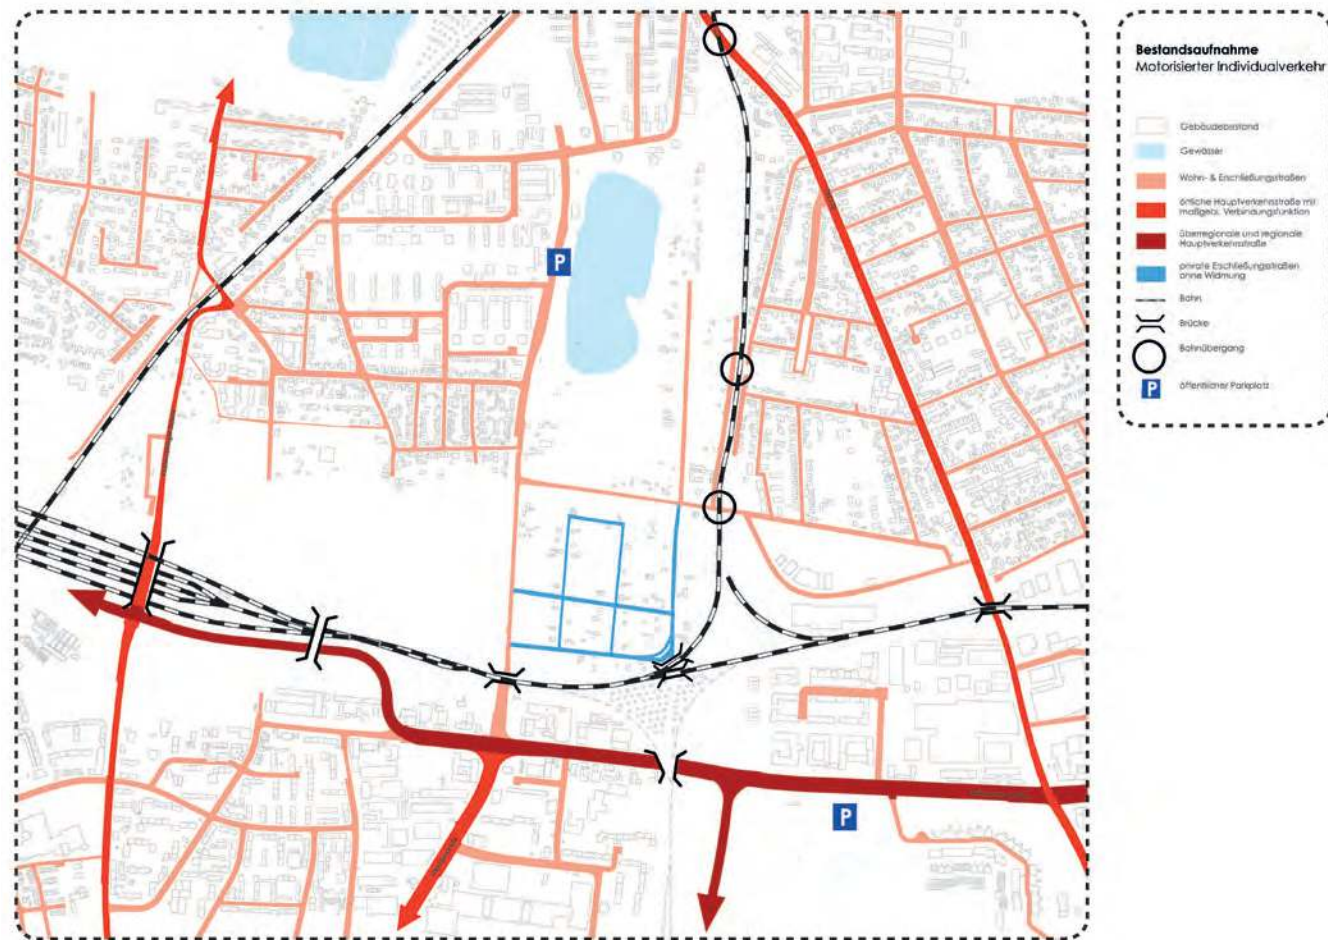 Bestandsaufnahme
Motorisierter Individualverkehr
Gebäudebestand
Gewässer
Wohn- & Erschließungsstraßen
örtliche Hauptverkehrsstraße mit
maßgebl. Verbindungsfunktion
überregionale und regionale
Hauptverkehrsstraße
private Erschließungsstraßen
ohne Widmung
Bahn
Brücke
Bahnübergang
P
öffentlicher Parkplatz
P
P